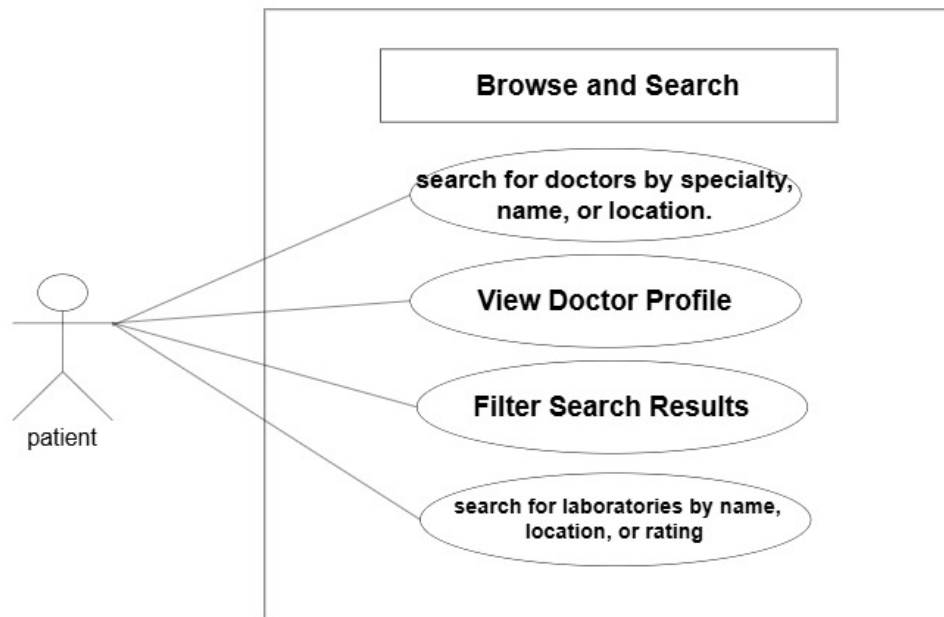 Browse and Search
search for doctors by specialty,
name, or location.
View Doctor Profile
Filter Search Results
patient
search for laboratories by name,
location, or rating